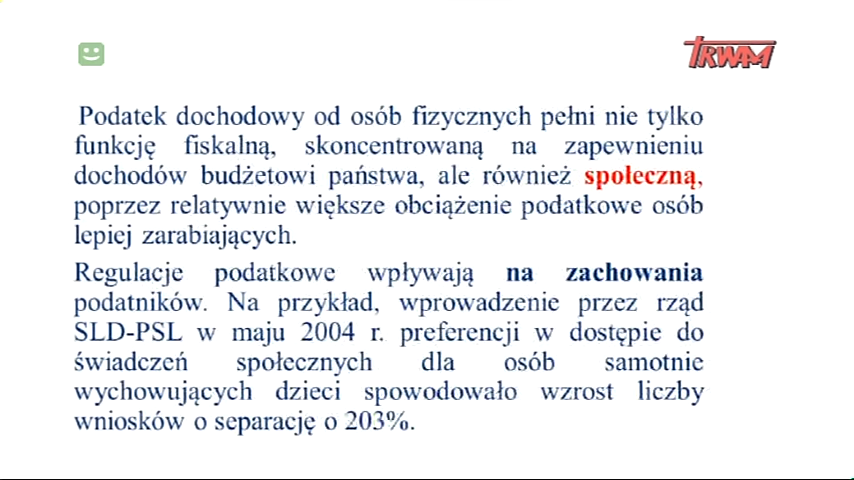 TRWAM
Podatek dochodowy od osób fizycznych pełni nie tylko
funkcję fiskalną, skoncentrowaną na zapewnieniu
dochodów budżetowi państwa, ale również społeczną,
poprzez relatywnie większe obciążenie podatkowe osób
lepiej zarabiających.
Regulacje podatkowe wpływają na zachowania
podatników. Na przykład, wprowadzenie przez rząd
SLD-PSL w maju 2004 r. preferencji w dostępie do
świadczeń społecznych dla osób samotnie
wychowujących dzieci spowodowało wzrost liczby
wniosków o separację o 203%.